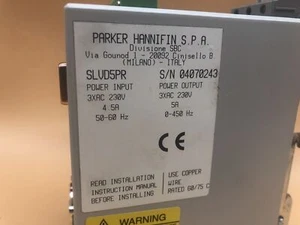 PARKER HANNIFIN S.P.A.
Divisione SBC
Via Gounod 1 - 20092 Cinisello B
(MILANO) - ITALY
SLVD5PR S/N 04070243
POWER INPUT POWER OUTPUT
3XAC 230V 3XAC 230V
4.5A 5A
50-60 Hz 0-450 Hz
CE
READ INSTALLATION USE COPPER
INSTRUCTION MANUAL WIRE
BEFORE INSTALLING RATED 60/75 C
WARNING